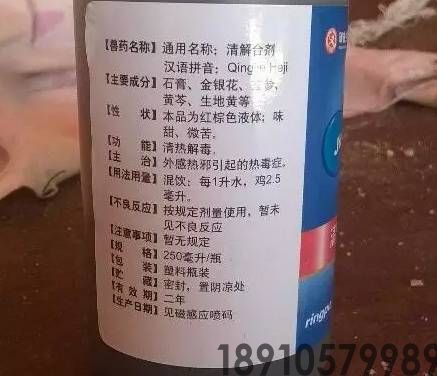 【兽药名称】通用名称：清解合剂
汉语拼音：Qingjie Heji
【主要成分】石膏、金银花、玄参、
黄芩、生地黄等
【性 状】本品为红棕色液体；味
甜、微苦。
【功 能】清热解毒。
【主 治】外感热邪引起的热毒症。
【用法用量】混饮：每1升水，鸡2.5
毫升。
【不良反应】按规定剂量使用，暂未
见不良反应
【注意事项】暂无规定
【规 格】250毫升/瓶
【包 装】塑料瓶装
【贮 藏】密封，置阴凉处
【有 效 期】二年
【生产日期】见磁感应喷码
18910579989